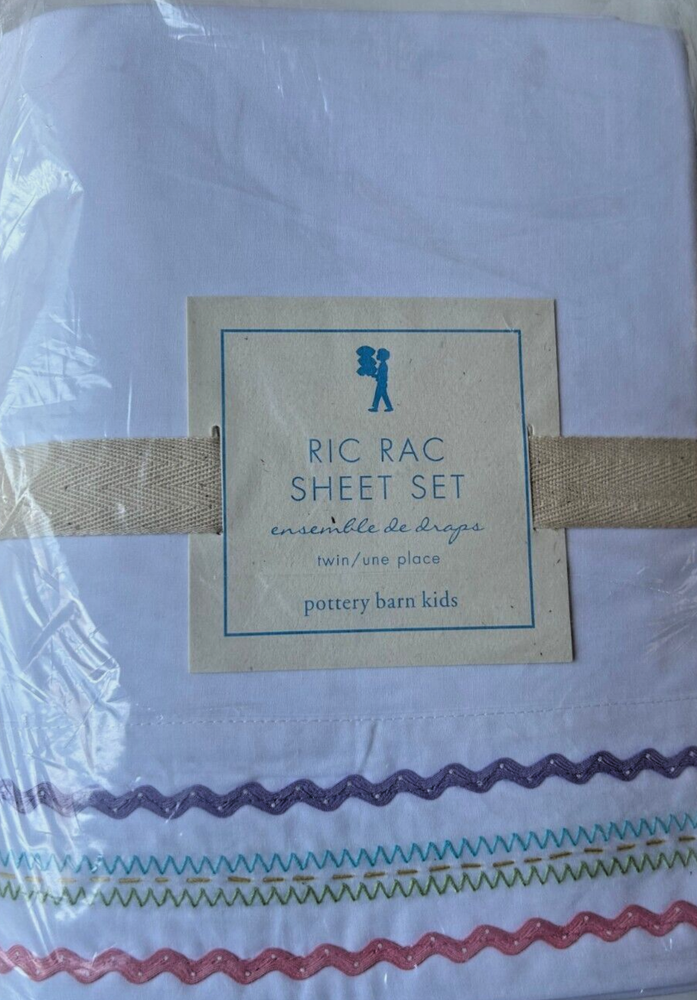 RIC RAC
SHEET SET
ensemble de draps
twin/une place
pottery barn kids